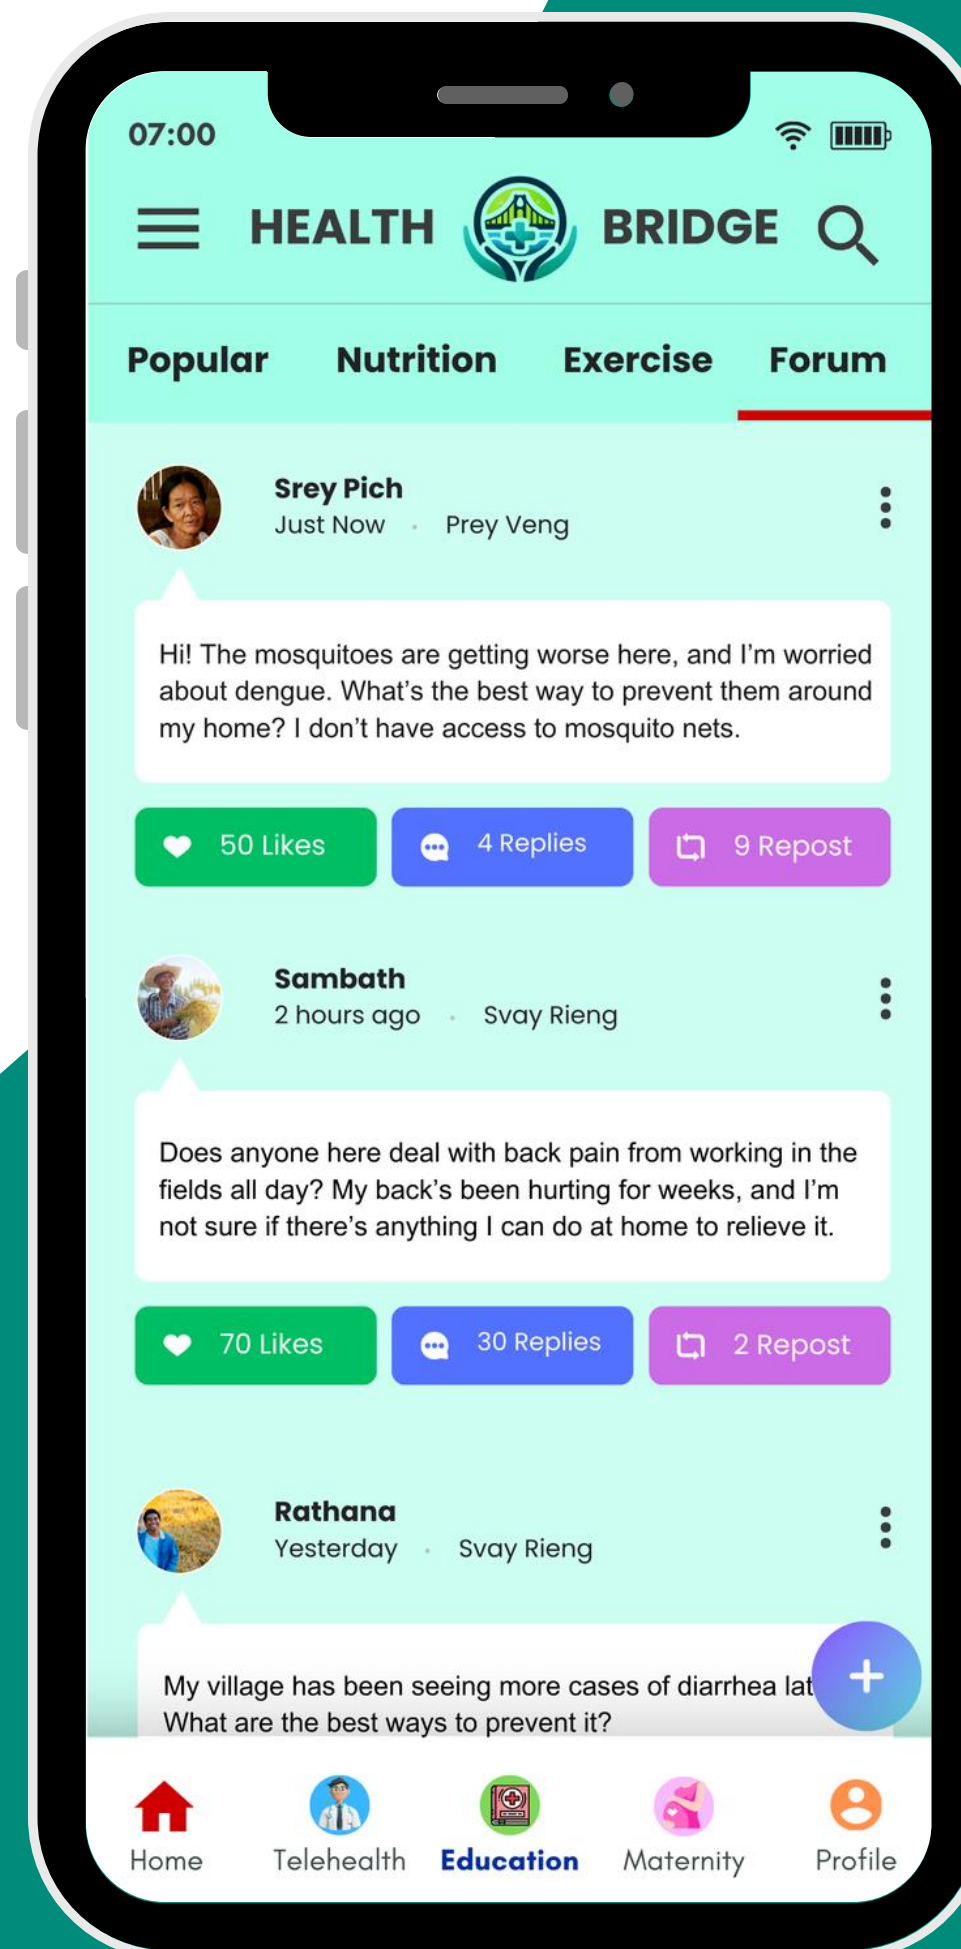 07:00
HEALTH BRIDGE
Popular Nutrition Exercise Forum
Srey Pich
Just Now · Prey Veng
Hi! The mosquitoes are getting worse here, and I'm worried
about dengue. What's the best way to prevent them around
my home? I don't have access to mosquito nets.
50 Likes 4 Replies 9 Repost
Sambath
2 hours ago · Svay Rieng
Does anyone here deal with back pain from working in the
fields all day? My back's been hurting for weeks, and I'm
not sure if there's anything I can do at home to relieve it.
70 Likes 30 Replies 2 Repost
Rathana
Yesterday · Svay Rieng
My village has been seeing more cases of diarrhea lat
What are the best ways to prevent it?
Home Telehealth Education Maternity Profile